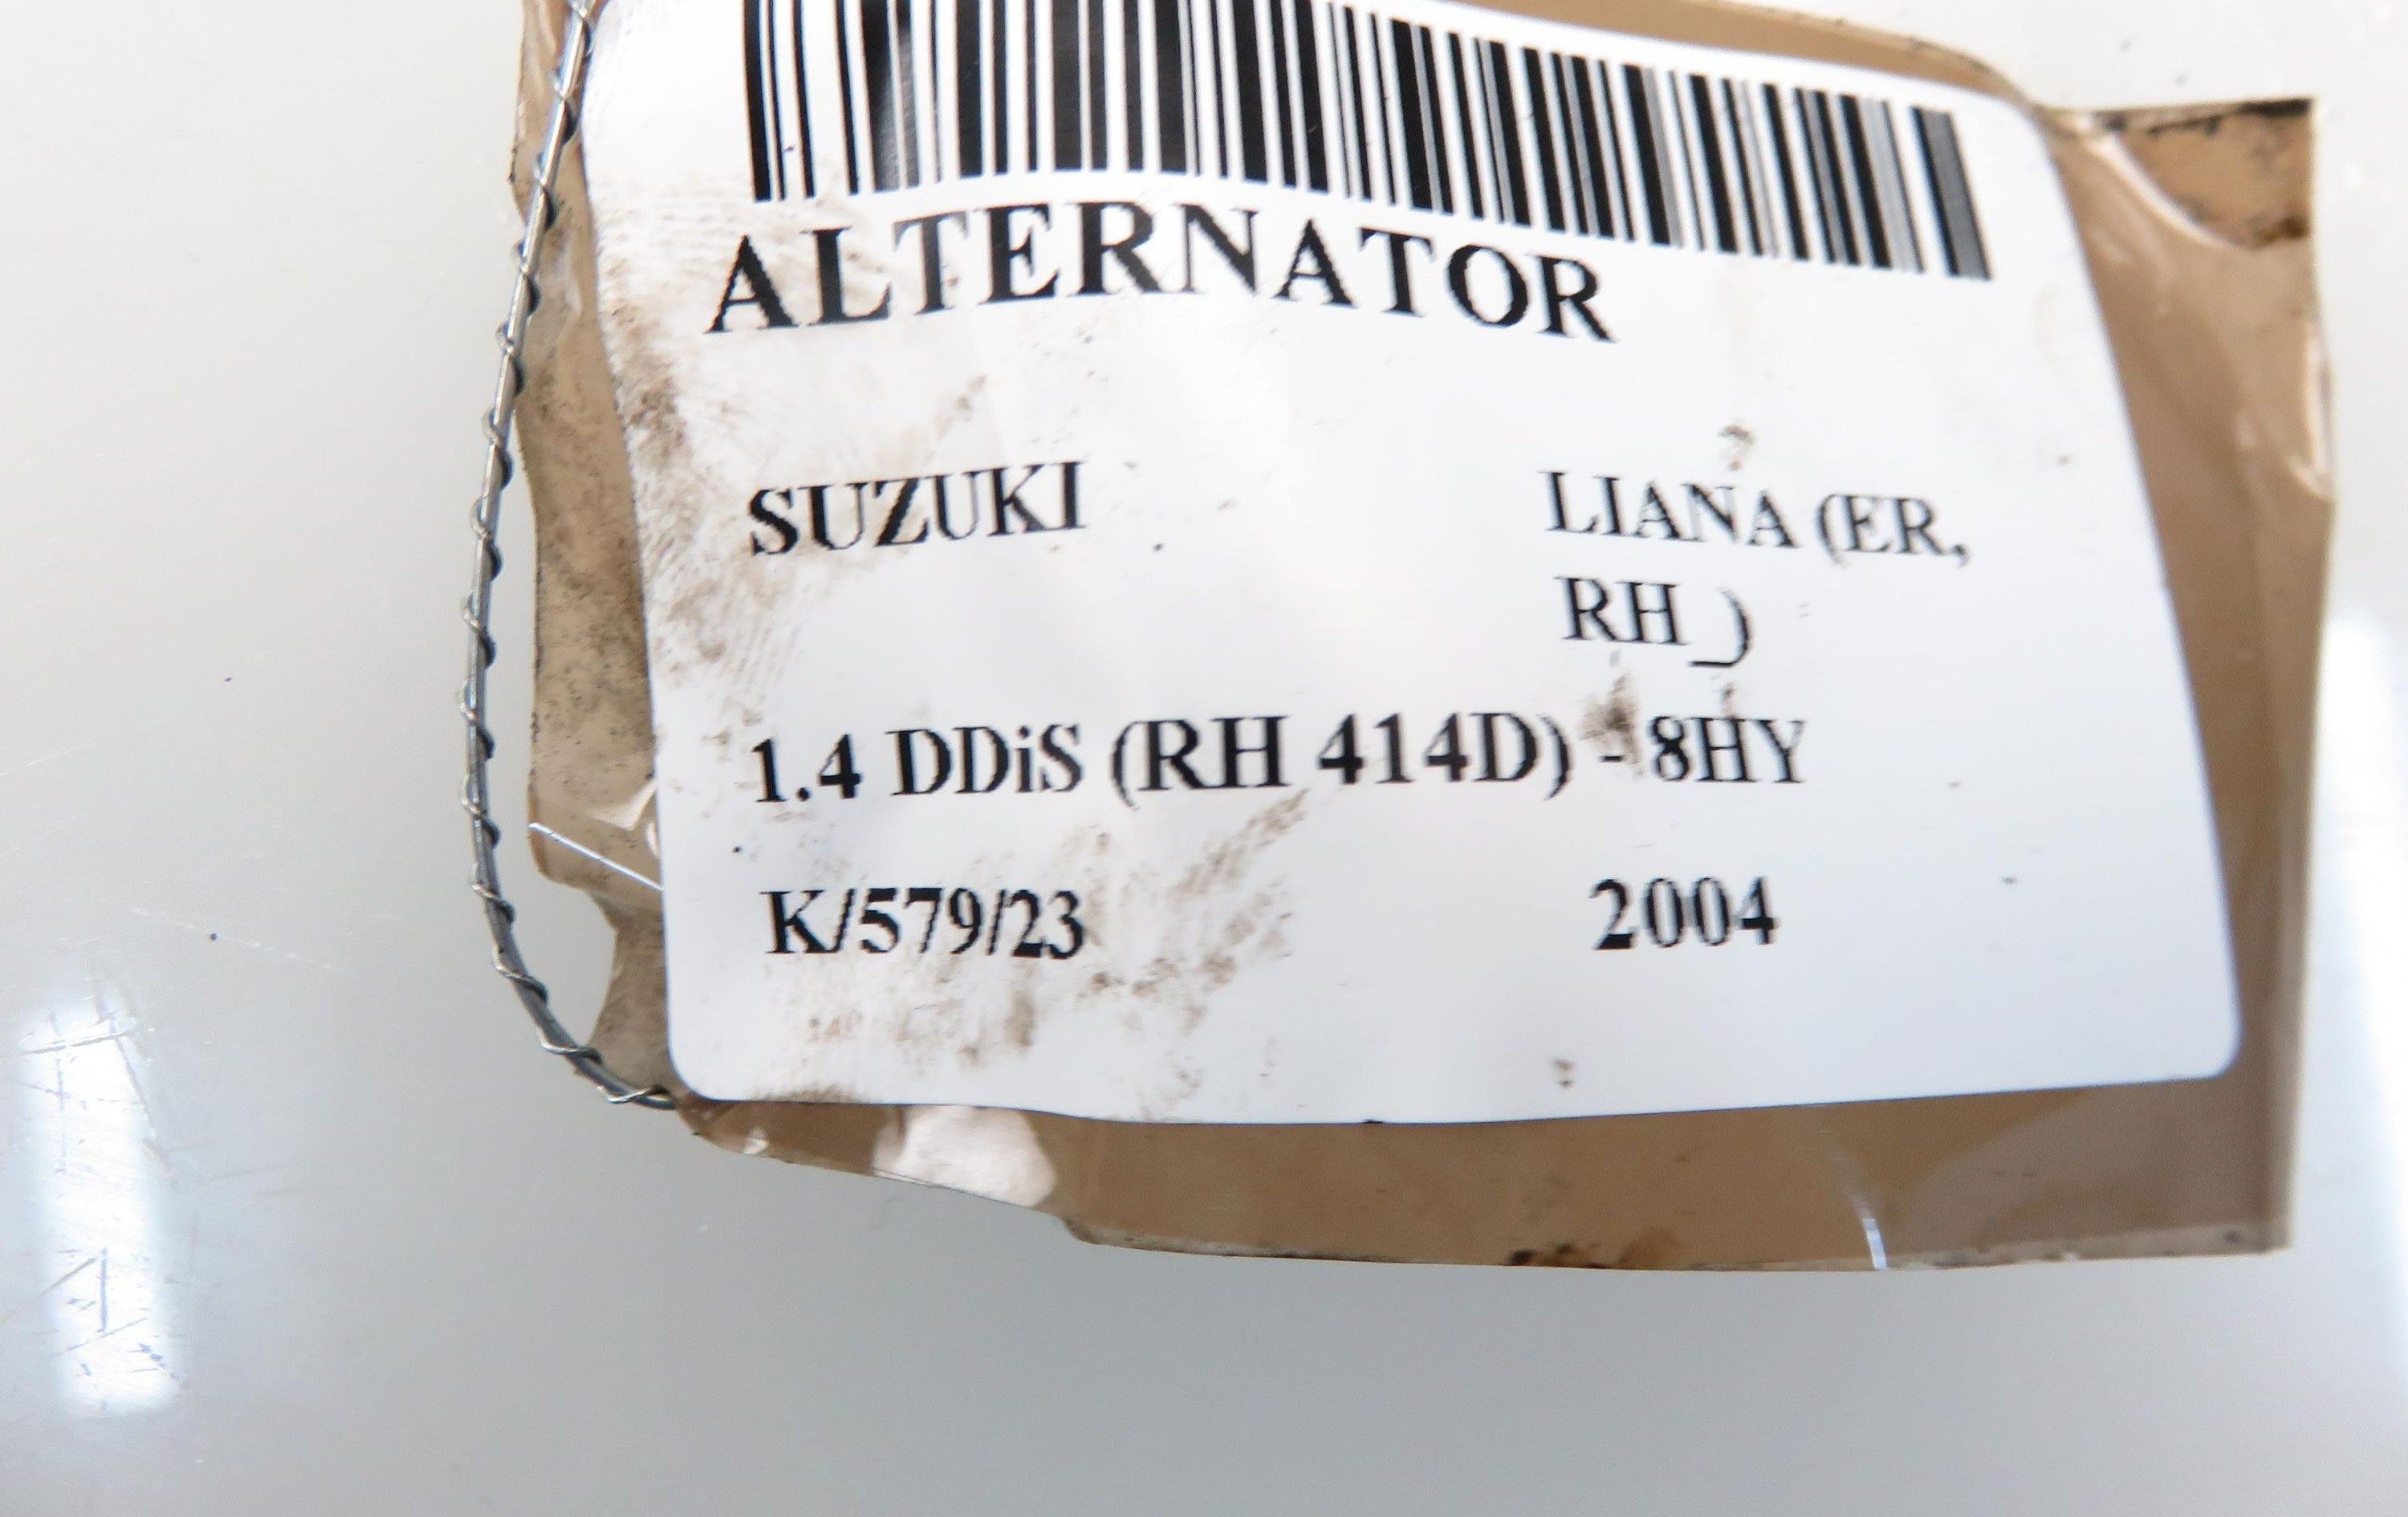 ALTERNATOR
SUZUKI LIANA (ER,
RH_)
1.4 DDiS (RH 414D) - 8HY
K/579/23 2004